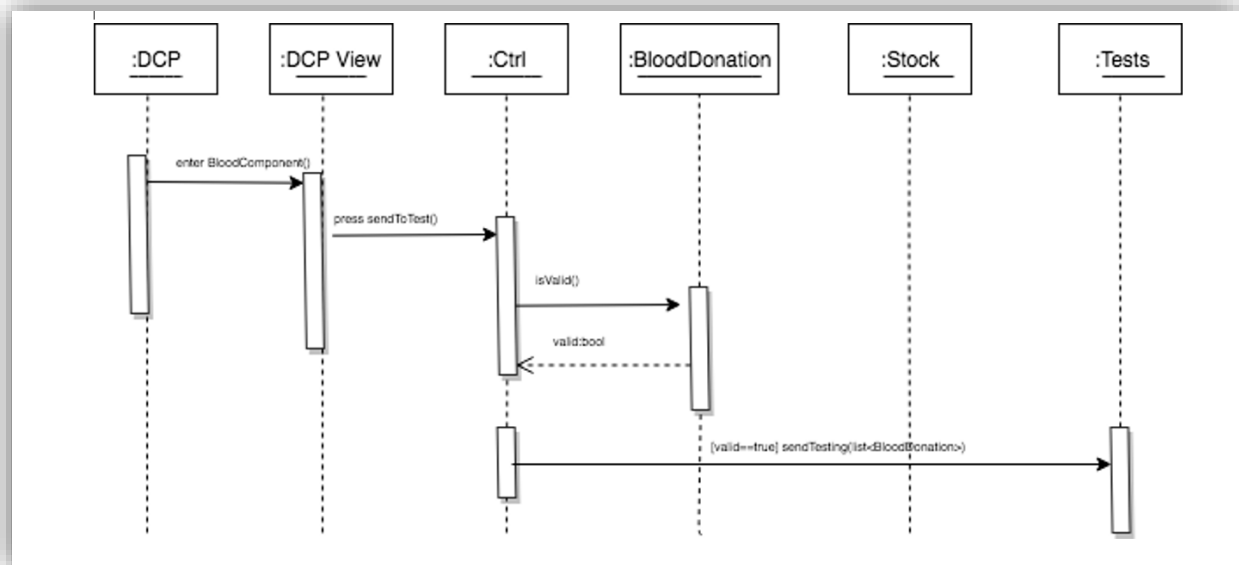 :DCP
:DCP View
:Ctrl
:BloodDonation
:Stock
:Tests
enter BloodComponent()
press sendToTest()
isValid()
valid:bool
[valid==true] sendTesting(list<BloodDonation>)